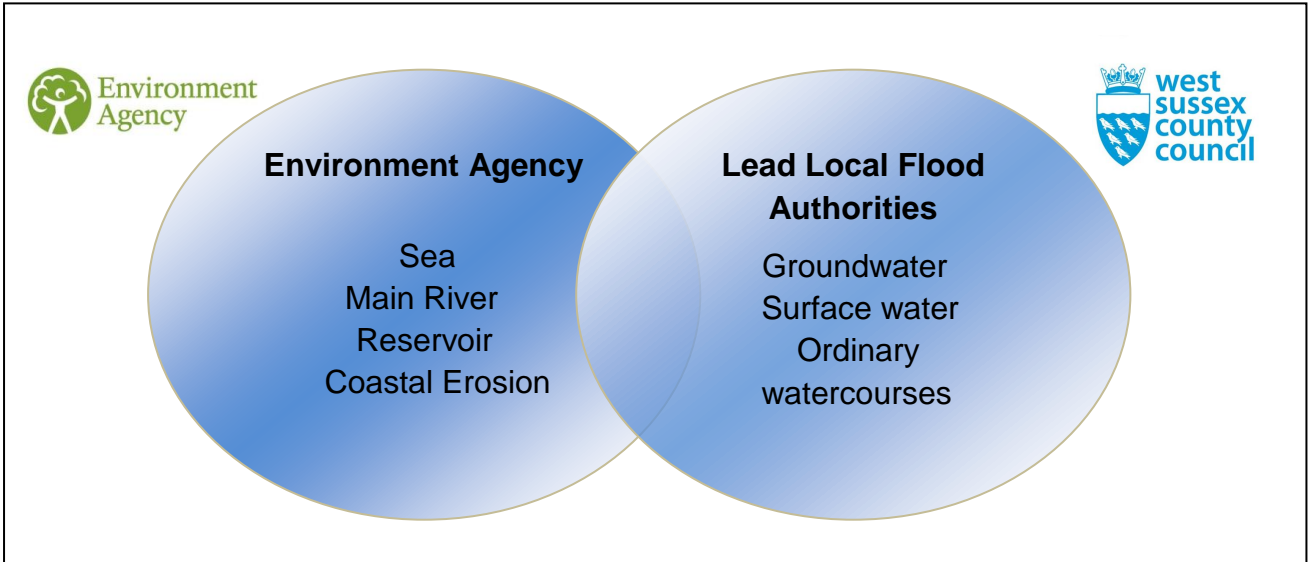 Environment
Agency
west
sussex
county
council
Environment Agency
Sea
Main River
Reservoir
Coastal Erosion
Lead Local Flood
Authorities
Groundwater
Surface water
Ordinary
watercourses